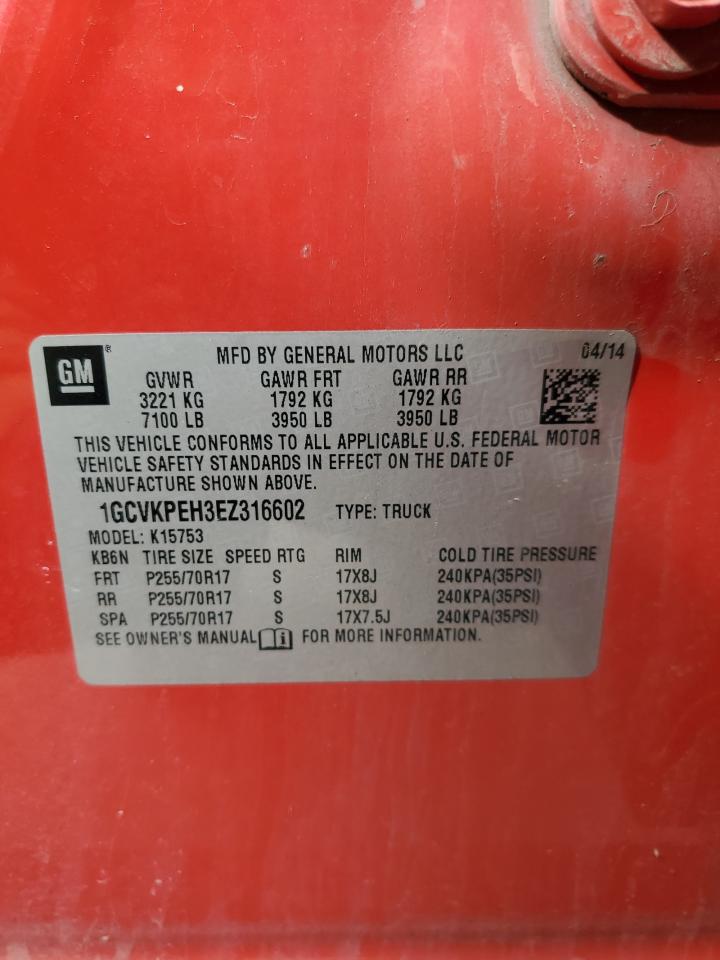 GM ® MFD BY GENERAL MOTORS LLC 04/14
GVWR GAWR FRT GAWR RR
3221 KG 1792 KG 1792 KG
7100 LB 3950 LB 3950 LB
THIS VEHICLE CONFORMS TO ALL APPLICABLE U.S. FEDERAL MOTOR
VEHICLE SAFETY STANDARDS IN EFFECT ON THE DATE OF
MANUFACTURE SHOWN ABOVE.
1GCVKPEH3EZ316602 TYPE: TRUCK
MODEL: K15753
KB6N TIRE SIZE SPEED RTG RIM COLD TIRE PRESSURE
FRT P255/70R17 S 17X8J 240KPA(35PSI)
RR P255/70R17 S 17X8J 240KPA(35PSI)
SPA P255/70R17 S 17X7.5J 240KPA(35PSI)
SEE OWNER'S MANUAL FOR MORE INFORMATION.